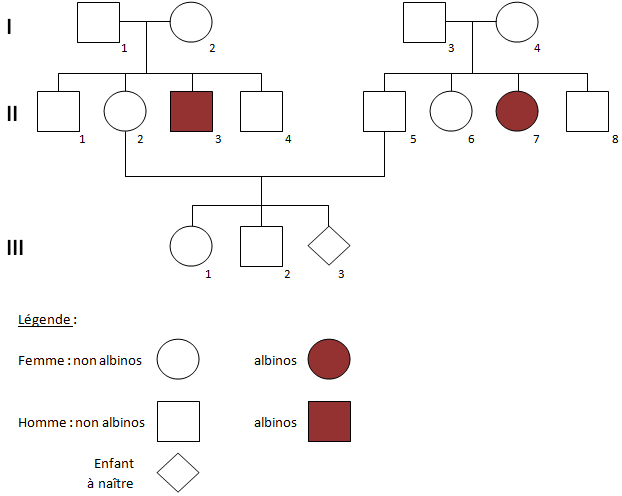 I
1 2 3 4
II
1 2 3 4 5 6 7 8
III
1 2 3
Légende :
Femme : non albinos albinos
Homme : non albinos albinos
Enfant
à naître